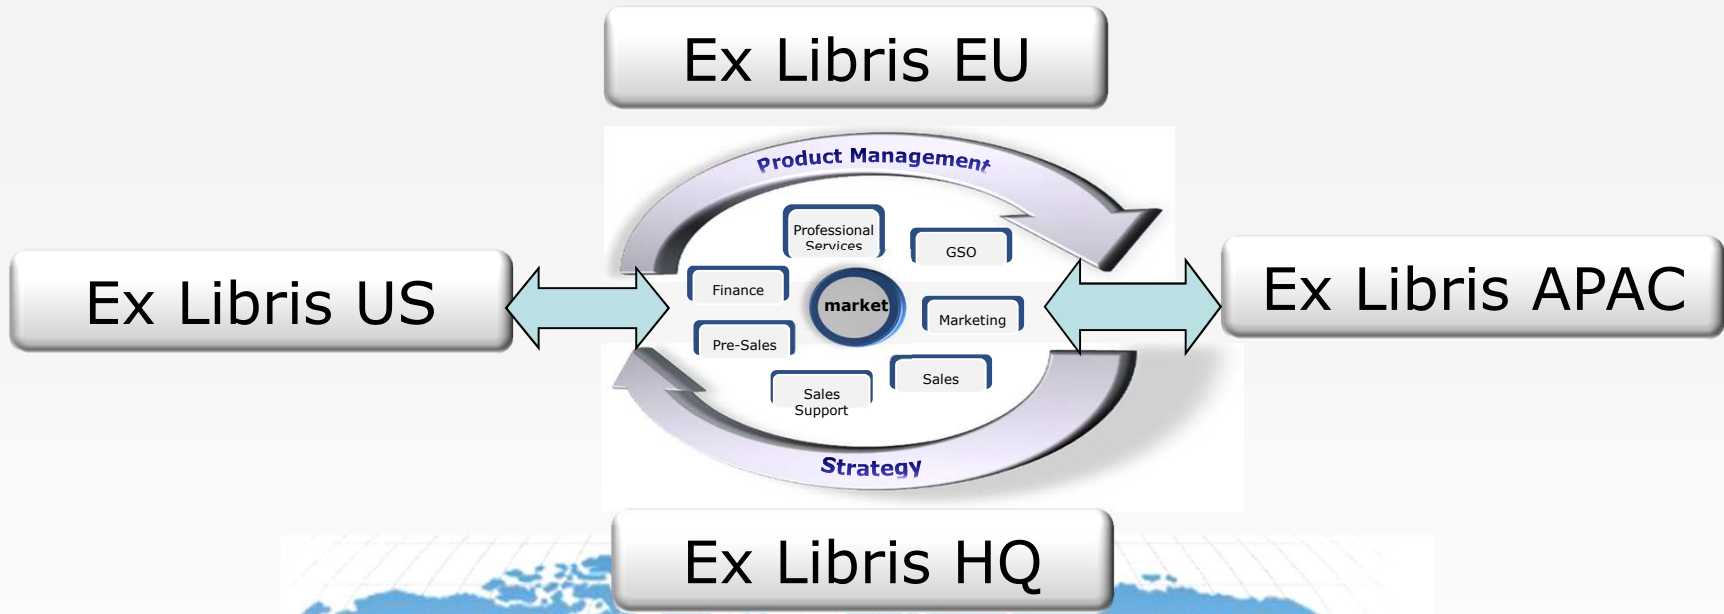 Ex Libris EU
Product Management
Professional
Services
GSO
Ex Libris US
Finance
market
Marketing
Ex Libris APAC
Pre-Sales
Sales
Sales
Support
Strategy
Ex Libris HQ